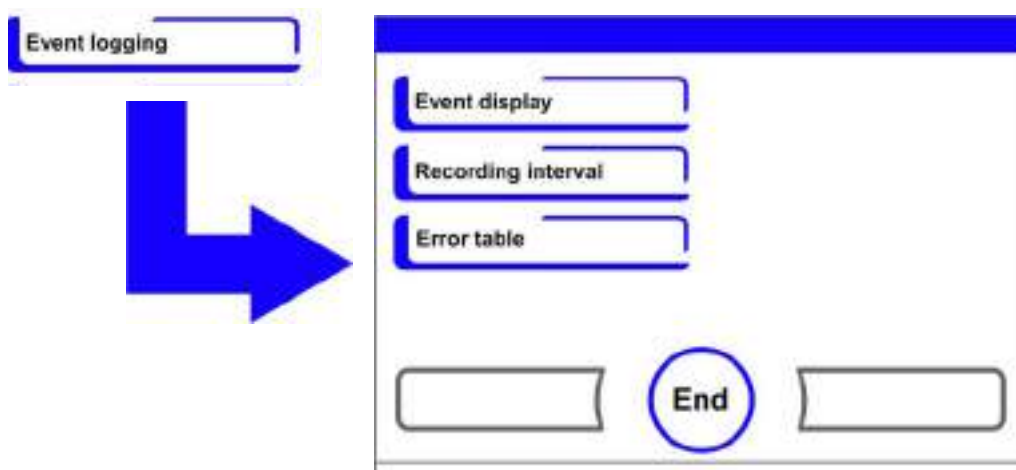 Event logging
Event display
Recording interval
Error table
End